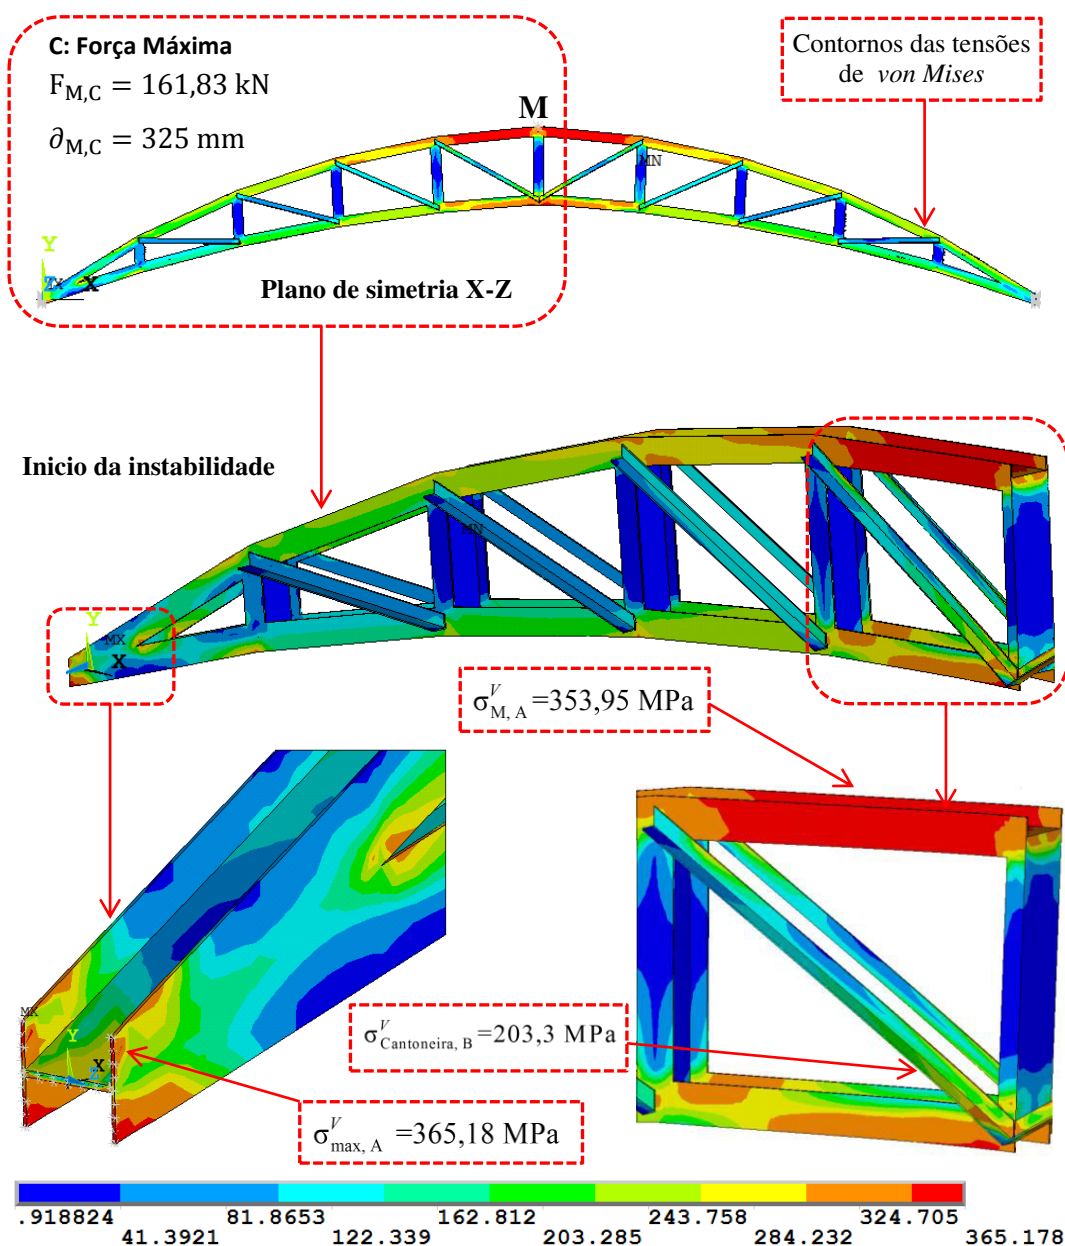 C: Força Máxima
F_M,C = 161,83 kN
∂_M,C = 325 mm
Contornos das tensões
de von Mises
M
MN
Y
Z X X
Plano de simetria X-Z
Inicio da instabilidade
MN
Y
MX
X
σ^V_M, A =353,95 MPa
MX
Y
X
Z
σ^V_Cantoneira, B =203,3 MPa
σ^V_max, A =365,18 MPa
.918824 81.8653 162.812 243.758 324.705
41.3921 122.339 203.285 284.232 365.178